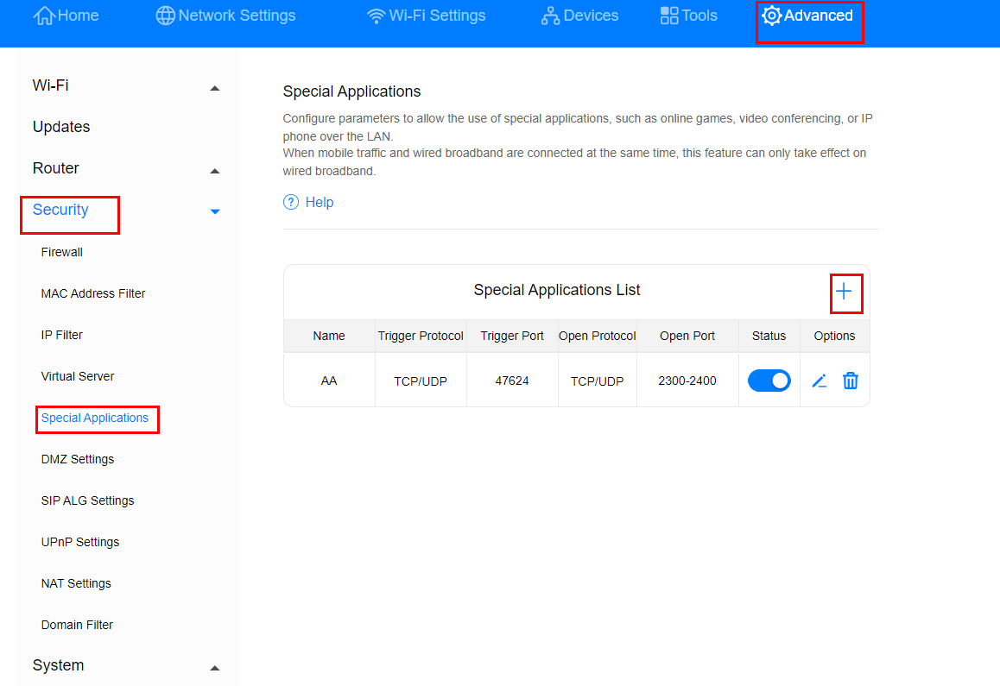 Home Network Settings Wi-Fi Settings Devices Tools Advanced
Wi-Fi
Updates
Router
Security
Firewall
MAC Address Filter
IP Filter
Virtual Server
Special Applications
DMZ Settings
SIP ALG Settings
UPnP Settings
NAT Settings
Domain Filter
System
Special Applications
Configure parameters to allow the use of special applications, such as online games, video conferencing, or IP
phone over the LAN.
When mobile traffic and wired broadband are connected at the same time, this feature can only take effect on
wired broadband.
? Help
Special Applications List
Name Trigger Protocol Trigger Port Open Protocol Open Port Status Options
AA TCP/UDP 47624 TCP/UDP 2300-2400